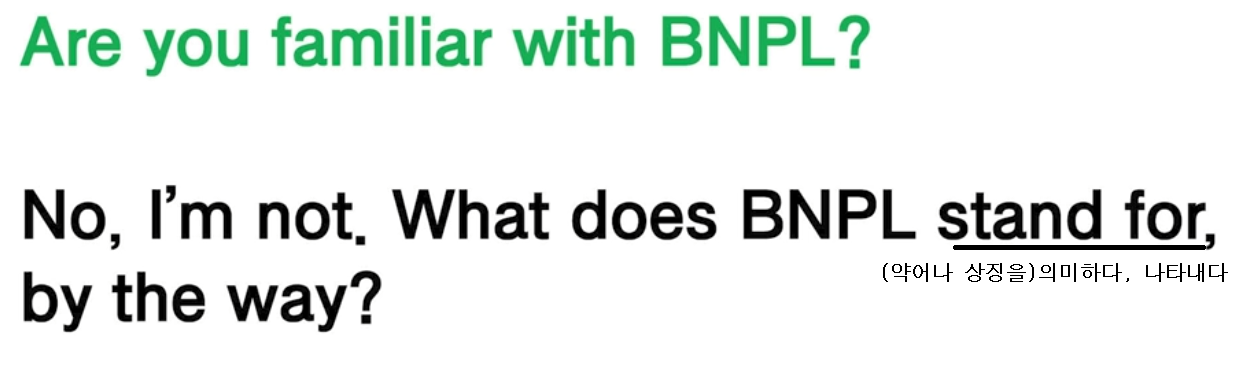 Are you familiar with BNPL?
No, I’m not. What does BNPL stand for,
(약어나 상징을)의미하다, 나타내다
by the way?